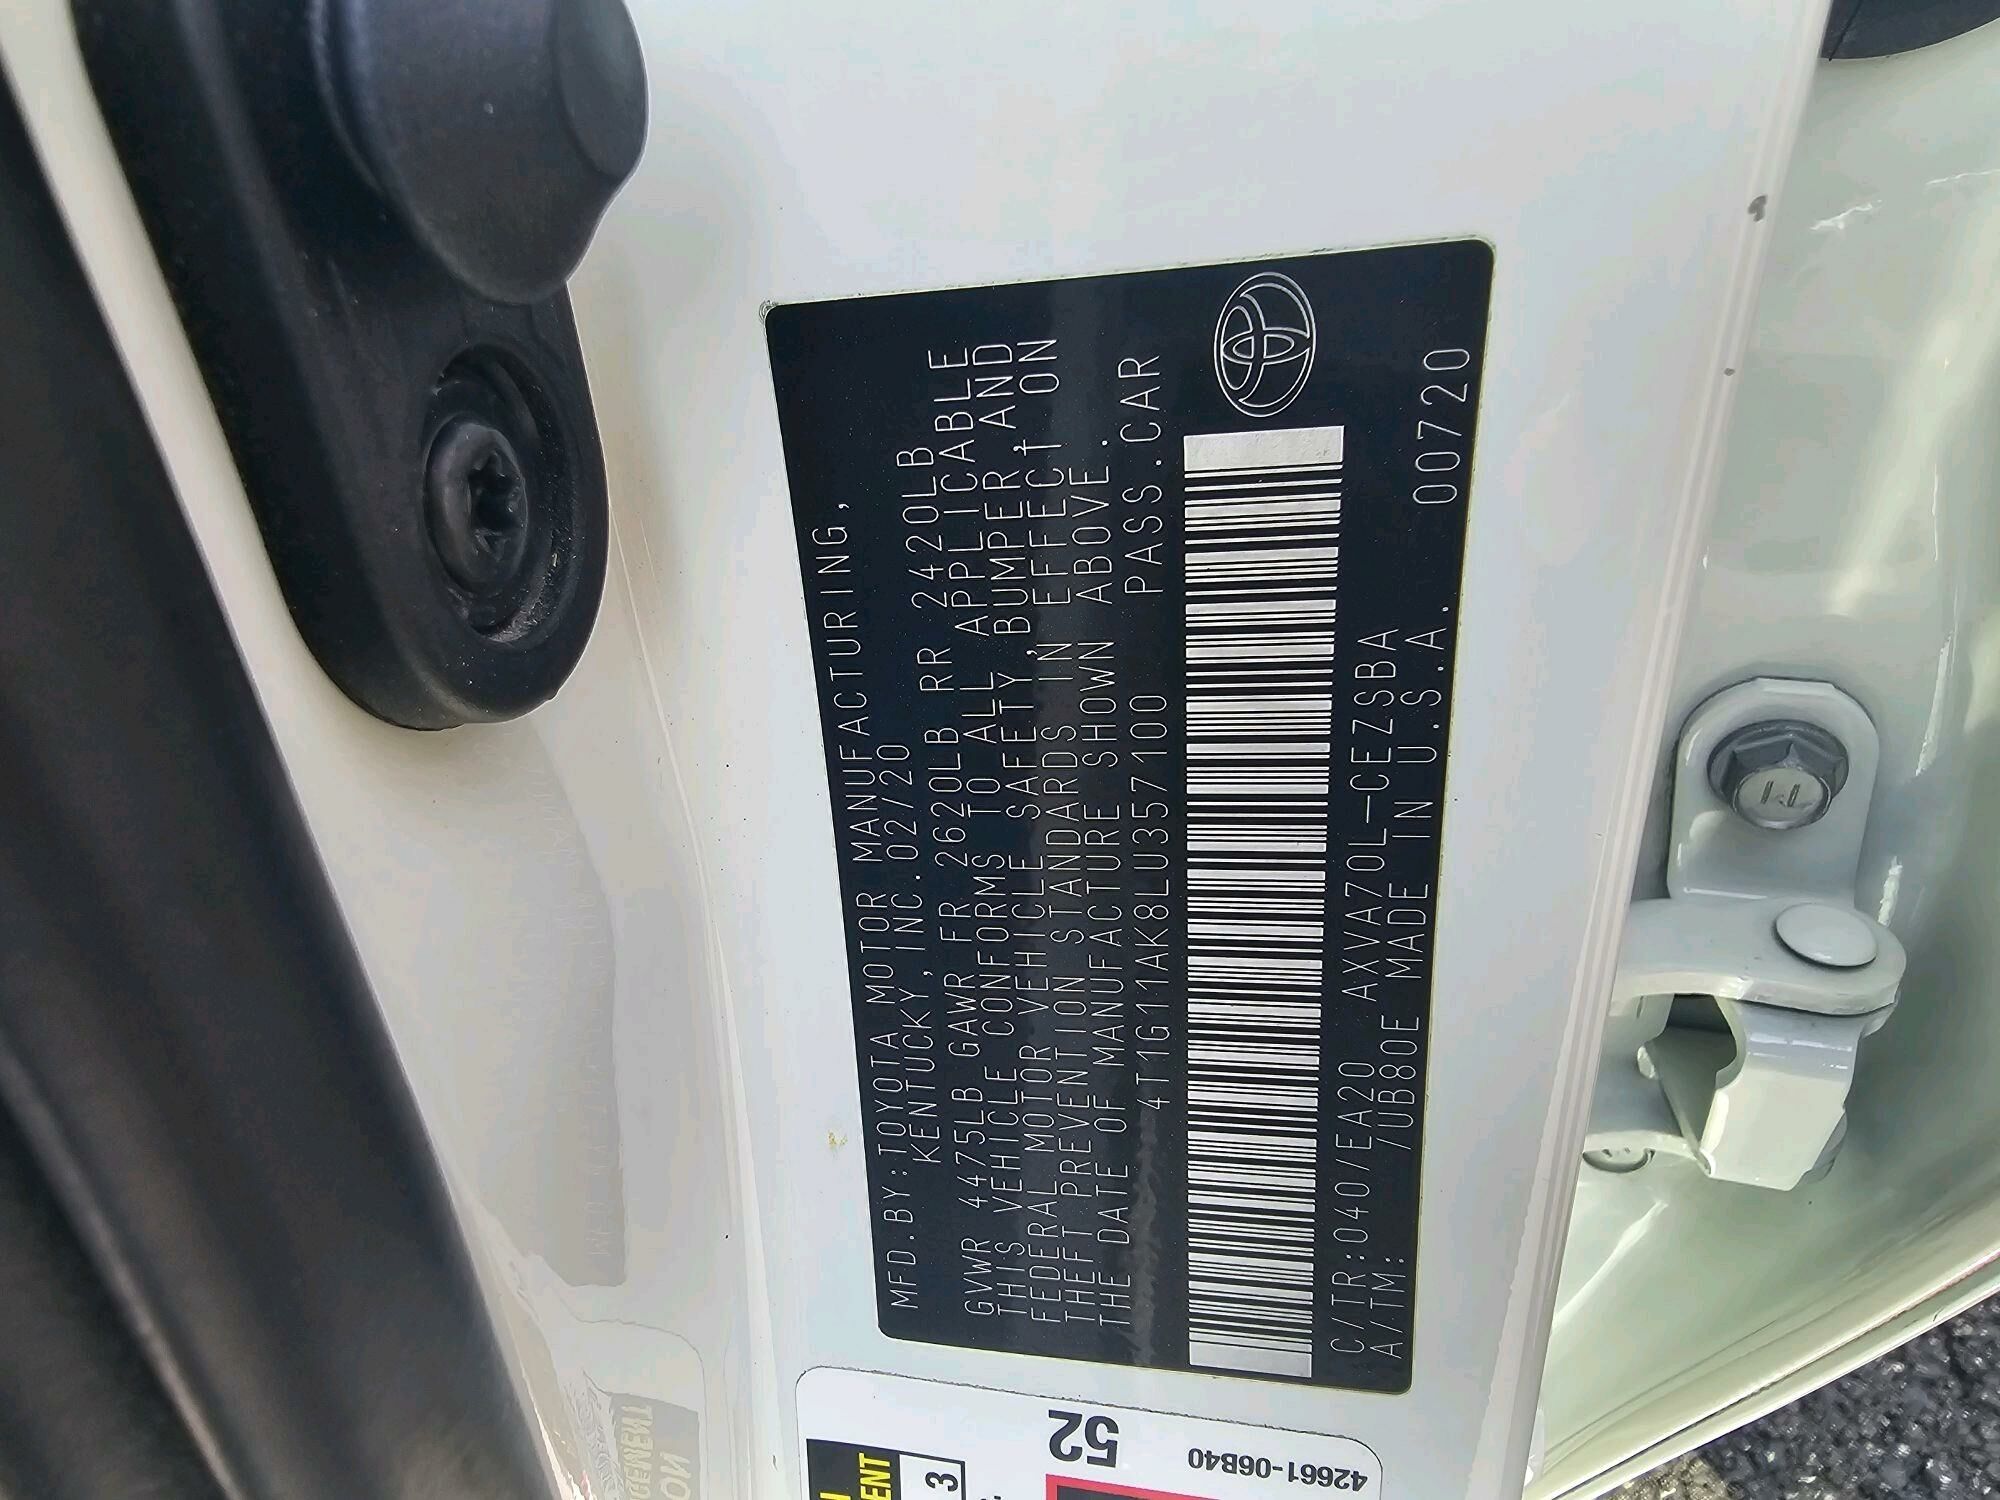 MFD.BY:TOYOTA MOTOR MANUFACTURING,
KENTUCKY, INC.02/20
GVWR 4475LB GAWR FR 2620LB RR 2420LB
THIS VEHICLE CONFORMS TO ALL APPLICABLE
FEDERAL MOTOR VEHICLE SAFETY,BUMPER,AND
THEFT PREVENTION STANDARDS IN EFFECT ON
THE DATE OF MANUFACTURE SHOWN ABOVE.
4T1G11AK8LU357100 PASS.CAR
C/TR:040/EA20 AXVA70L-CEZSBA
A/TM: /UB80E MADE IN U.S.A. 00720
52
42661-06B40
3